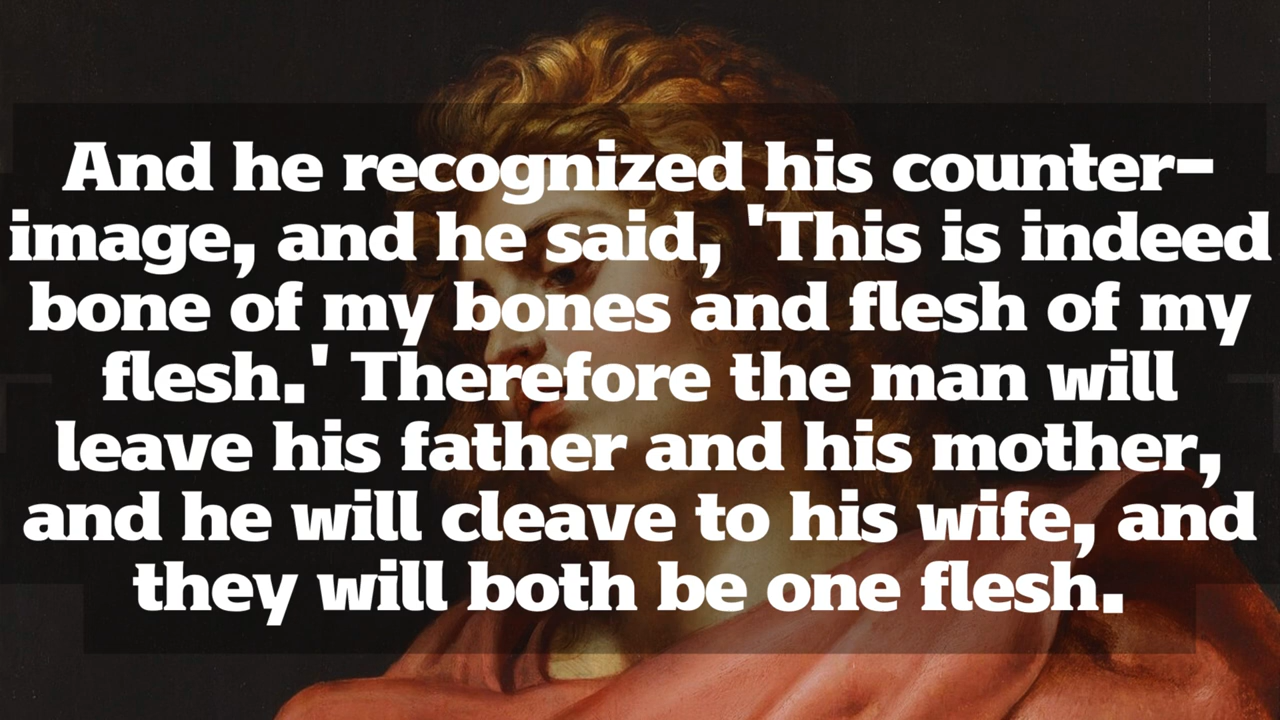 And he recognized his counter-
image, and he said, 'This is indeed
bone of my bones and flesh of my
flesh.' Therefore the man will
leave his father and his mother,
and he will cleave to his wife, and
they will both be one flesh.